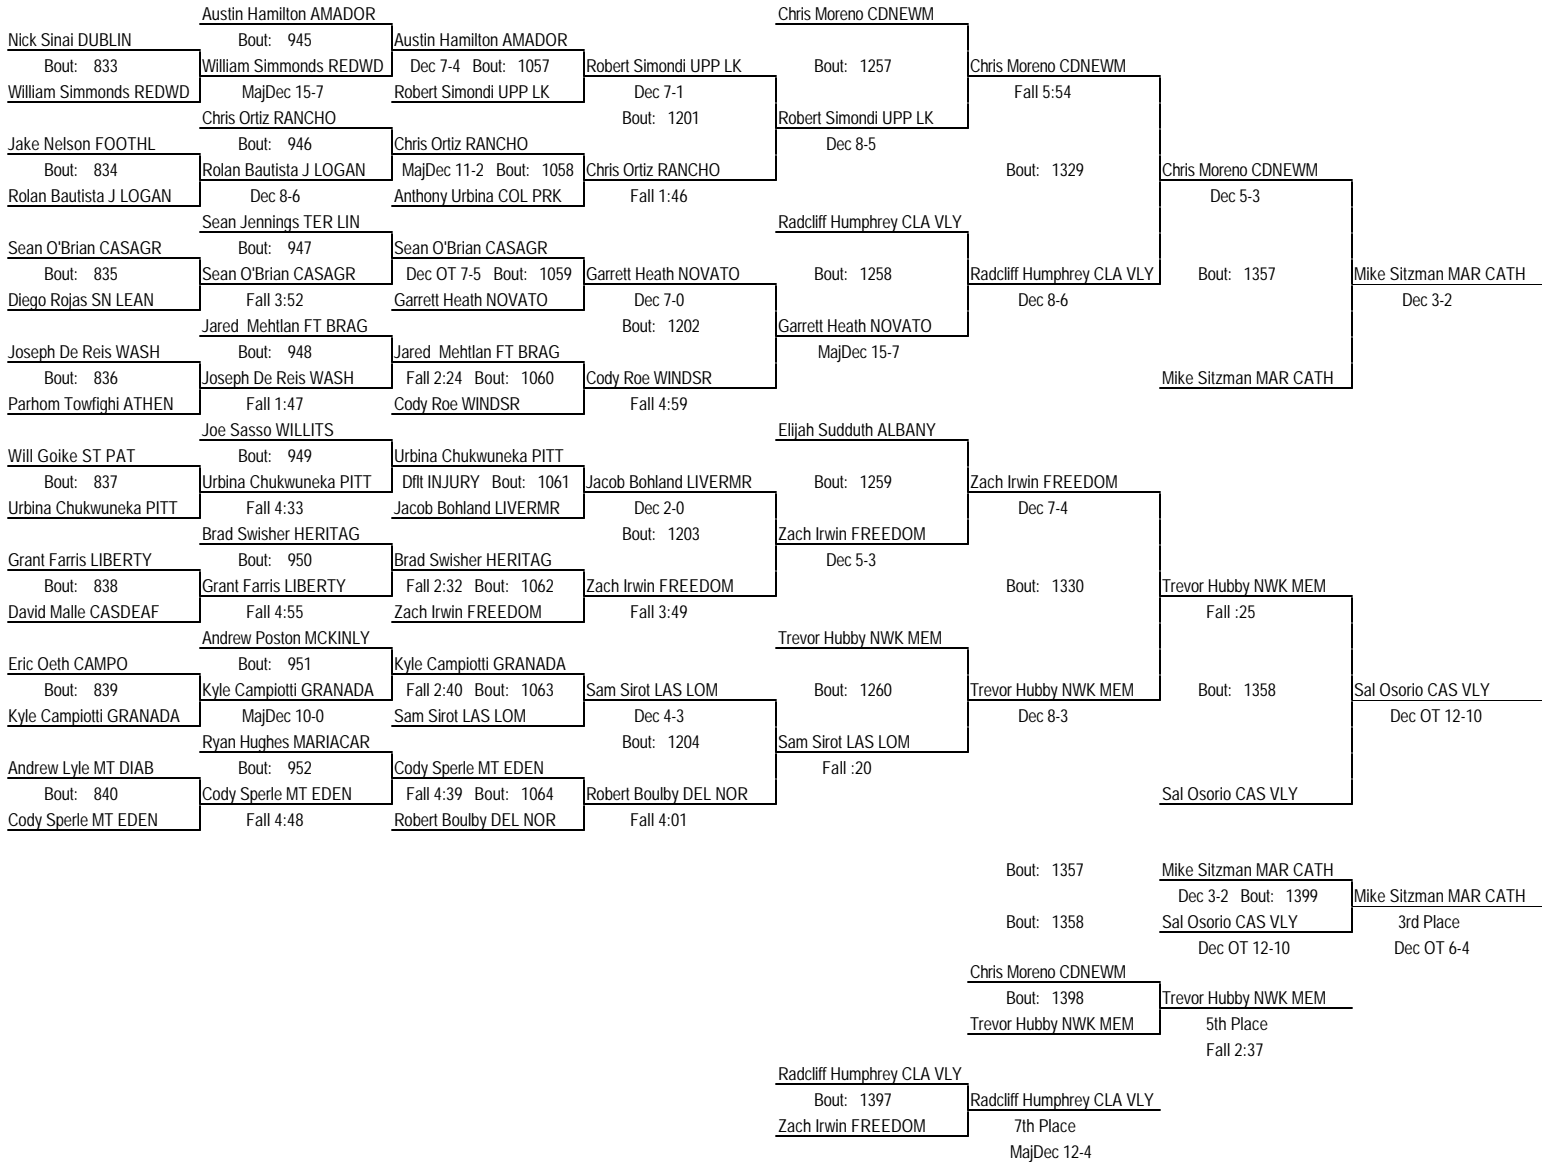 Austin Hamilton AMADOR Chris Moreno CDNEWM
Nick Sinai DUBLIN Bout: 945 Austin Hamilton AMADOR
Bout: 833 William Simmonds REDWD Dec 7-4 Bout: 1057 Robert Simondi UPP LK Bout: 1257 Chris Moreno CDNEWM
William Simmonds REDWD MajDec 15-7 Robert Simondi UPP LK Dec 7-1 Fall 5:54
Chris Ortiz RANCHO Bout: 1201 Robert Simondi UPP LK
Jake Nelson FOOTHL Bout: 946 Chris Ortiz RANCHO Dec 8-5
Bout: 834 Rolan Bautista J LOGAN MajDec 11-2 Bout: 1058 Chris Ortiz RANCHO Bout: 1329 Chris Moreno CDNEWM
Rolan Bautista J LOGAN Dec 8-6 Anthony Urbina COL PRK Fall 1:46 Dec 5-3
Sean Jennings TER LIN Radcliff Humphrey CLA VLY
Sean O'Brian CASAGR Bout: 947 Sean O'Brian CASAGR
Bout: 835 Sean O'Brian CASAGR Dec OT 7-5 Bout: 1059 Garrett Heath NOVATO Bout: 1258 Radcliff Humphrey CLA VLY Bout: 1357 Mike Sitzman MAR CATH
Diego Rojas SN LEAN Fall 3:52 Garrett Heath NOVATO Dec 7-0 Dec 8-6 Dec 3-2
Jared Mehtlan FT BRAG Bout: 1202 Garrett Heath NOVATO
Joseph De Reis WASH Bout: 948 Jared Mehtlan FT BRAG MajDec 15-7
Bout: 836 Joseph De Reis WASH Fall 2:24 Bout: 1060 Cody Roe WINDSR Mike Sitzman MAR CATH
Parhom Towfighi ATHEN Fall 1:47 Cody Roe WINDSR Fall 4:59
Joe Sasso WILLITS Elijah Sudduth ALBANY
Will Goike ST PAT Bout: 949 Urbina Chukwuneka PITT
Bout: 837 Urbina Chukwuneka PITT Dflt INJURY Bout: 1061 Jacob Bohland LIVERMR Bout: 1259 Zach Irwin FREEDOM
Urbina Chukwuneka PITT Fall 4:33 Jacob Bohland LIVERMR Dec 2-0 Dec 7-4
Brad Swisher HERITAG Bout: 1203 Zach Irwin FREEDOM
Grant Farris LIBERTY Bout: 950 Brad Swisher HERITAG Dec 5-3
Bout: 838 Grant Farris LIBERTY Fall 2:32 Bout: 1062 Zach Irwin FREEDOM Bout: 1330 Trevor Hubby NWK MEM
David Malle CASDEAF Fall 4:55 Zach Irwin FREEDOM Fall 3:49 Fall :25
Andrew Poston MCKINLY Trevor Hubby NWK MEM
Eric Oeth CAMPO Bout: 951 Kyle Campiotti GRANADA
Bout: 839 Kyle Campiotti GRANADA Fall 2:40 Bout: 1063 Sam Sirot LAS LOM Bout: 1260 Trevor Hubby NWK MEM Bout: 1358 Sal Osorio CAS VLY
Kyle Campiotti GRANADA MajDec 10-0 Sam Sirot LAS LOM Dec 4-3 Dec 8-3 Dec OT 12-10
Ryan Hughes MARIACAR Bout: 1204 Sam Sirot LAS LOM
Andrew Lyle MT DIAB Bout: 952 Cody Sperle MT EDEN Fall :20
Bout: 840 Cody Sperle MT EDEN Fall 4:39 Bout: 1064 Robert Boulby DEL NOR Sal Osorio CAS VLY
Cody Sperle MT EDEN Fall 4:48 Robert Boulby DEL NOR Fall 4:01
Bout: 1357 Mike Sitzman MAR CATH
Dec 3-2 Bout: 1399 Mike Sitzman MAR CATH
Bout: 1358 Sal Osorio CAS VLY 3rd Place
Dec OT 12-10 Dec OT 6-4
Chris Moreno CDNEWM
Bout: 1398 Trevor Hubby NWK MEM
Trevor Hubby NWK MEM 5th Place
Fall 2:37
Radcliff Humphrey CLA VLY
Bout: 1397 Radcliff Humphrey CLA VLY
Zach Irwin FREEDOM 7th Place
MajDec 12-4